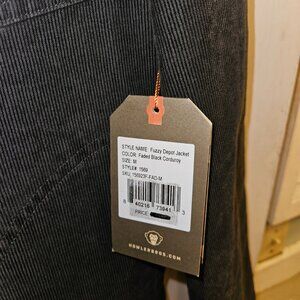 STYLE NAME: Fuzzy Depot Jacket
COLOR: Faded Black Corduroy
SIZE: M
STYLE#: 1569
SKU: 156923F-FAD-M
8 40216 73941 3
PRICE:
HOWLERBROS.COM